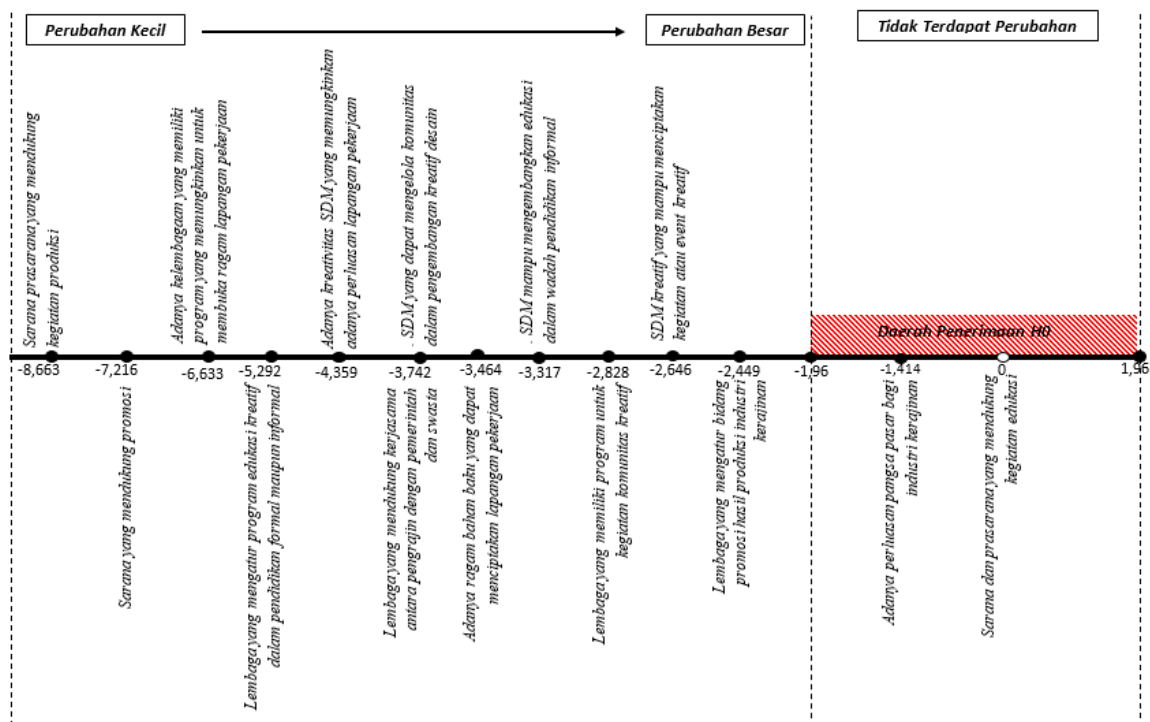 Perubahan Kecil
Perubahan Besar
Tidak Terdapat Perubahan
Sarana prasarana yang mendukung
kegiatan produksi
Adanya kelembagaan yang memiliki
program yang memungkinkan untuk
membuka ragam lapangan pekerjaan
Adanya kreativitas SDM yang memungkinkan
adanya perluasan lapangan pekerjaan
. SDM yang dapat mengelola komunitas
dalam pengembangan kreatif desain
. SDM mampu mengembangkan edukasi
dalam wadah pendidikan informal
SDM kreatif yang mampu menciptakan
kegiatan atau event kreatif
Daerah Penerimaan H0
-8,663
-7,216
-6,633
-5,292
-4,359
-3,742
-3,464
-3,317
-2,828
-2,646
-2,449
-1,96
-1,414
0
1,96
Sarana yang mendukung promosi
Lembaga yang mengatur program edukasi kreatif
dalam pendidikan formal maupun informal
Lembaga yang mendukung kerjasama
antara pengrajin dengan pemerintah
dan swasta
Adanya ragam bahan baku yang dapat
menciptakan lapangan pekerjaan
Lembaga yang memiliki program untuk
kegiatan komunitas kreatif
Lembaga yang mengatur bidang
promosi hasil produksi industri
kerajinan
Adanya perluasan pangsa pasar bagi
industri kerajinan
Sarana dan prasarana yang mendukung
kegiatan edukasi